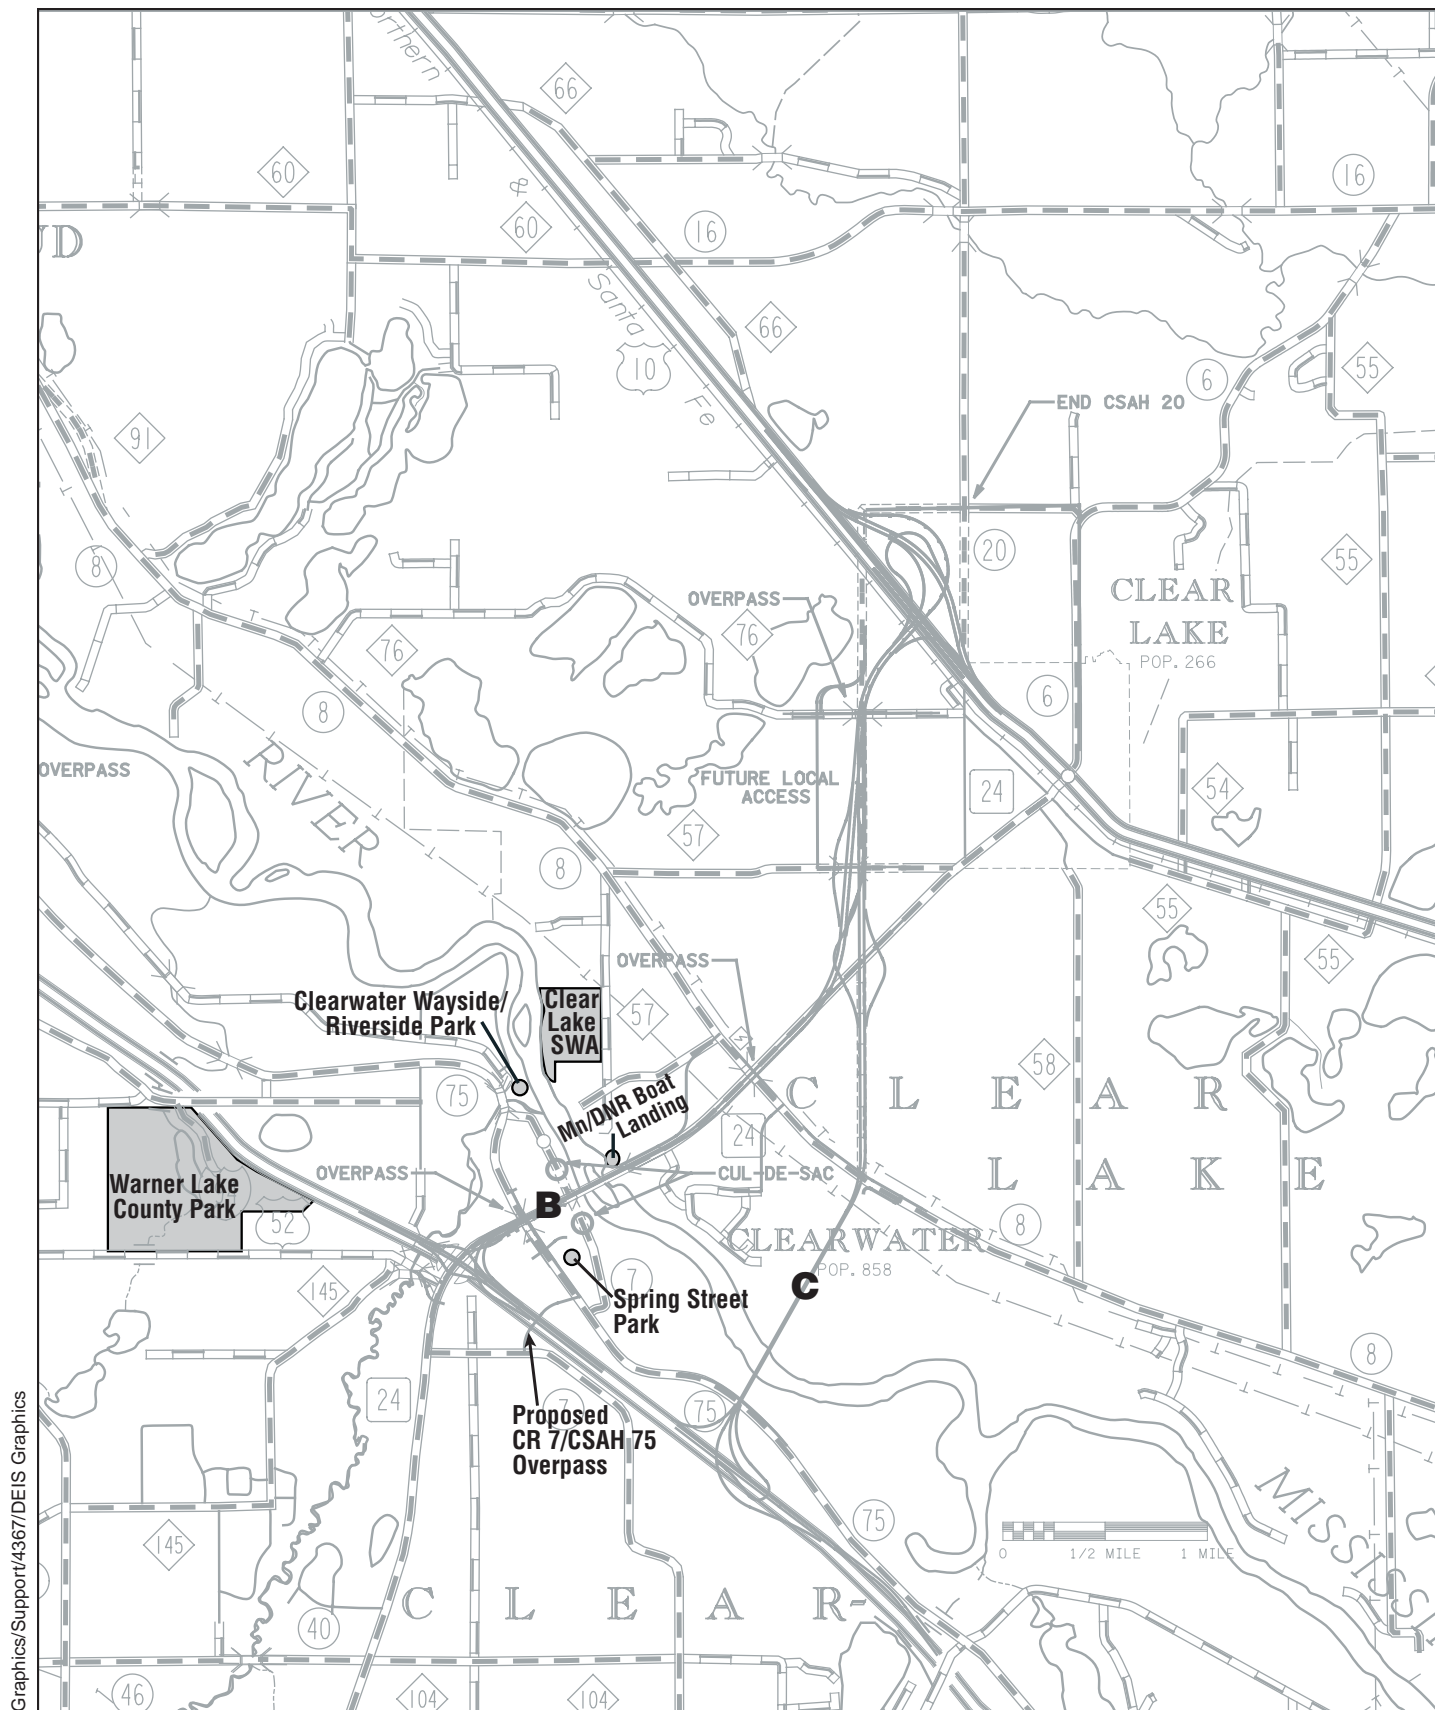 orthern
66
60
16
&
60
16
UD
Santa
66
10
6
55
Fe
END CSAH 20
91
8
20
55
OVERPASS
CLEAR
LAKE
POP. 266
76
76
8
6
OVERPASS
RIVER
FUTURE LOCAL
ACCESS
24
54
57
8
55
55
OVERPASS
Clearwater Wayside/
Riverside Park
Clear
Lake
SWA
57
58
75
C L E A R
Mn/DNR Boat
Landing
24
OVERPASS
CUL-DE-SAC
L A K E
Warner Lake
County Park
52
B
8
CLEARWATER
POP. 858
145
7
C
Spring Street
Park
8
24
7
75
Proposed
CR 7/CSAH 75
Overpass
MISSISSI
75
0 1/2 MILE 1 MILE
145
C L E A R-
40
46
104
104
Graphics/Support/4367/DEIS Graphics